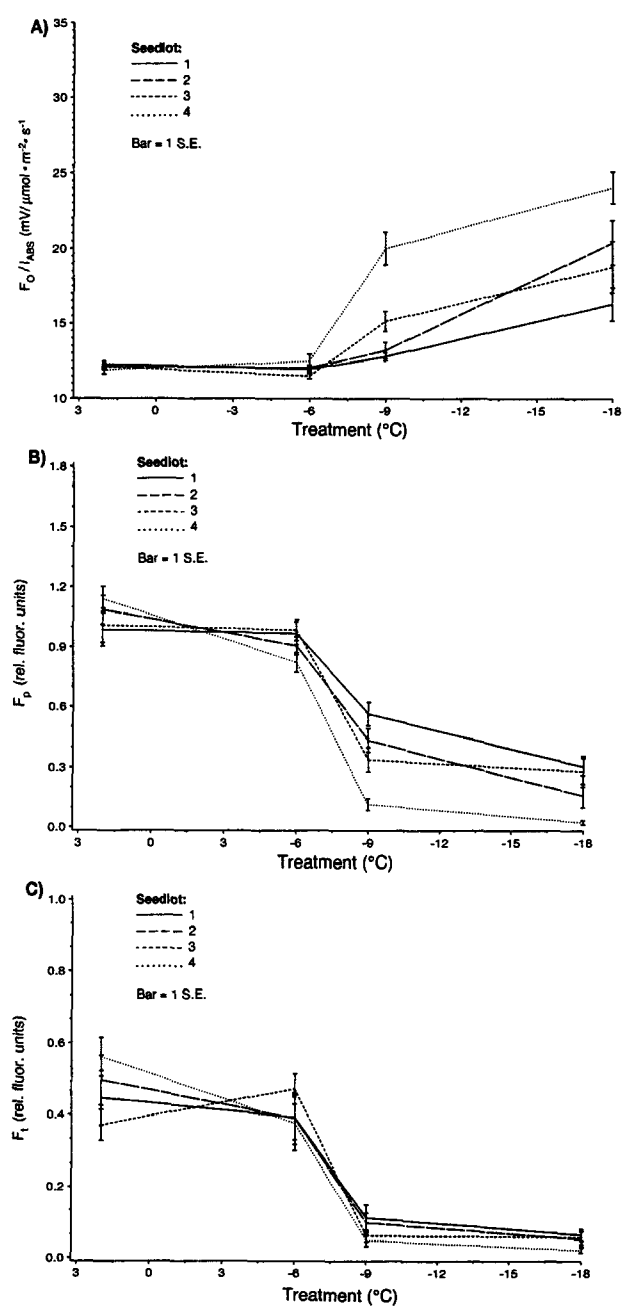 A)
35
30
25
20
15
10
Seedlot:
1
2
3
4
Bar = 1 S.E.
F_O/I_ABS (mV/μmol•m⁻²•s⁻¹)
3 0 -3 -6 -9 -12 -15 -18
Treatment (°C)
B)
1.8
1.5
1.2
0.9
0.6
0.3
0.0
Seedlot:
1
2
3
4
Bar = 1 S.E.
F_p (rel. fluor. units)
3 0 -6 -9 -12 -15 -18
Treatment (°C)
C)
1.0
0.8
0.6
0.4
0.2
0.0
Seedlot:
1
2
3
4
Bar = 1 S.E.
F_t (rel. fluor. units)
3 0 -6 -9 -12 -15 -18
Treatment (°C)